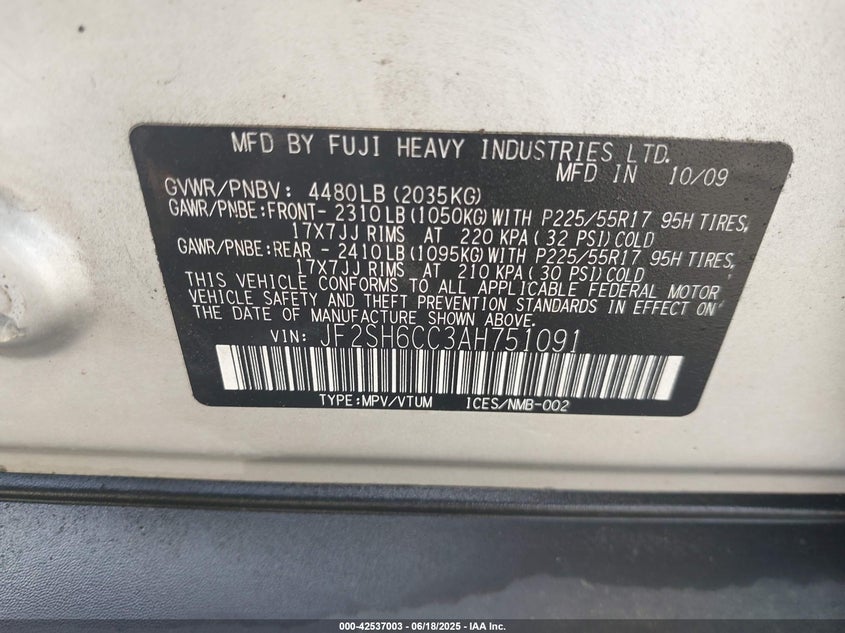 MFD BY FUJI HEAVY INDUSTRIES LTD.
MFD IN 10/09
GVWR/PNBV: 4480LB (2035KG)
GAWR/PNBE:FRONT- 2310LB (1050KG) WITH P225/55R17 95H TIRES,
17X7JJ RIMS AT 220 KPA ( 32 PSI) COLD
GAWR/PNBE:REAR - 2410LB (1095KG) WITH P225/55R17 95H TIRES,
17X7JJ RIMS AT 210 KPA ( 30 PSI) COLD
THIS VEHICLE CONFORMS TO ALL APPLICABLE FEDERAL MOTOR
VEHICLE SAFETY AND THEFT PREVENTION STANDARDS IN EFFECT ON
THE DATE OF MANUFACTURE SHOWN ABOVE.
VIN: JF2SH6CC3AH751091
TYPE:MPV/VTUM ICES/NMB-002
000-42537003 - 06/18/2025 - IAA Inc.